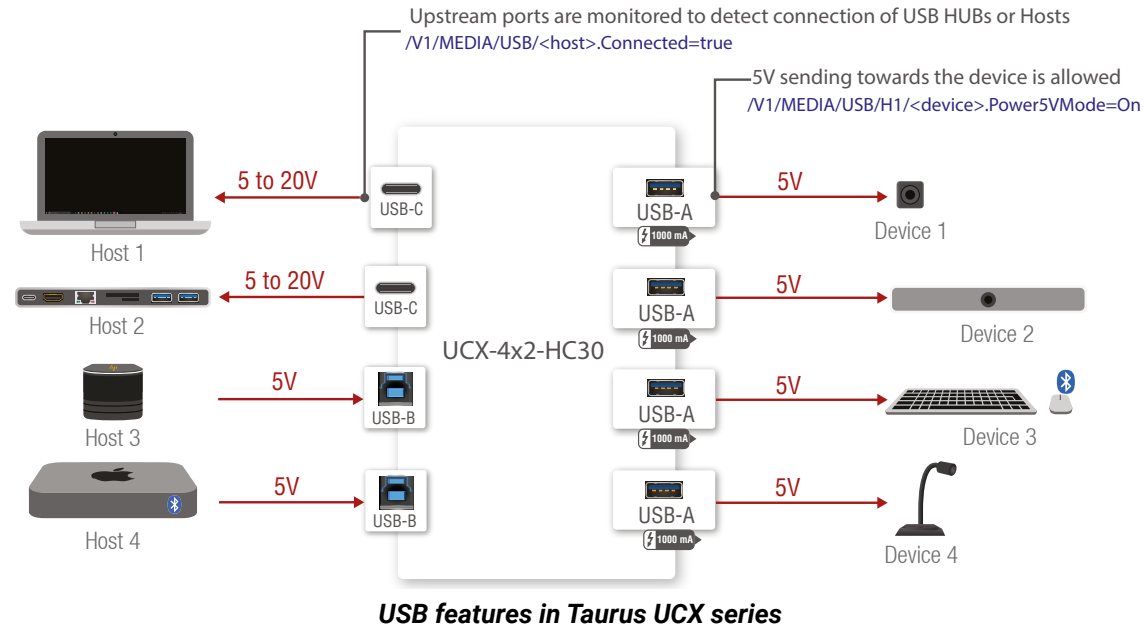 Upstream ports are monitored to detect connection of USB HUBs or Hosts
/V1/MEDIA/USB/<host>.Connected=true
5V sending towards the device is allowed
/V1/MEDIA/USB/H1/<device>.Power5VMode=On
5 to 20V
USB-C
Host 1
USB-A
1000 mA
5V
Device 1
5 to 20V
USB-C
Host 2
USB-A
1000 mA
5V
Device 2
UCX-4x2-HC30
5V
USB-B
Host 3
USB-A
1000 mA
5V
Device 3
5V
USB-B
Host 4
USB-A
1000 mA
5V
Device 4
USB features in Taurus UCX series